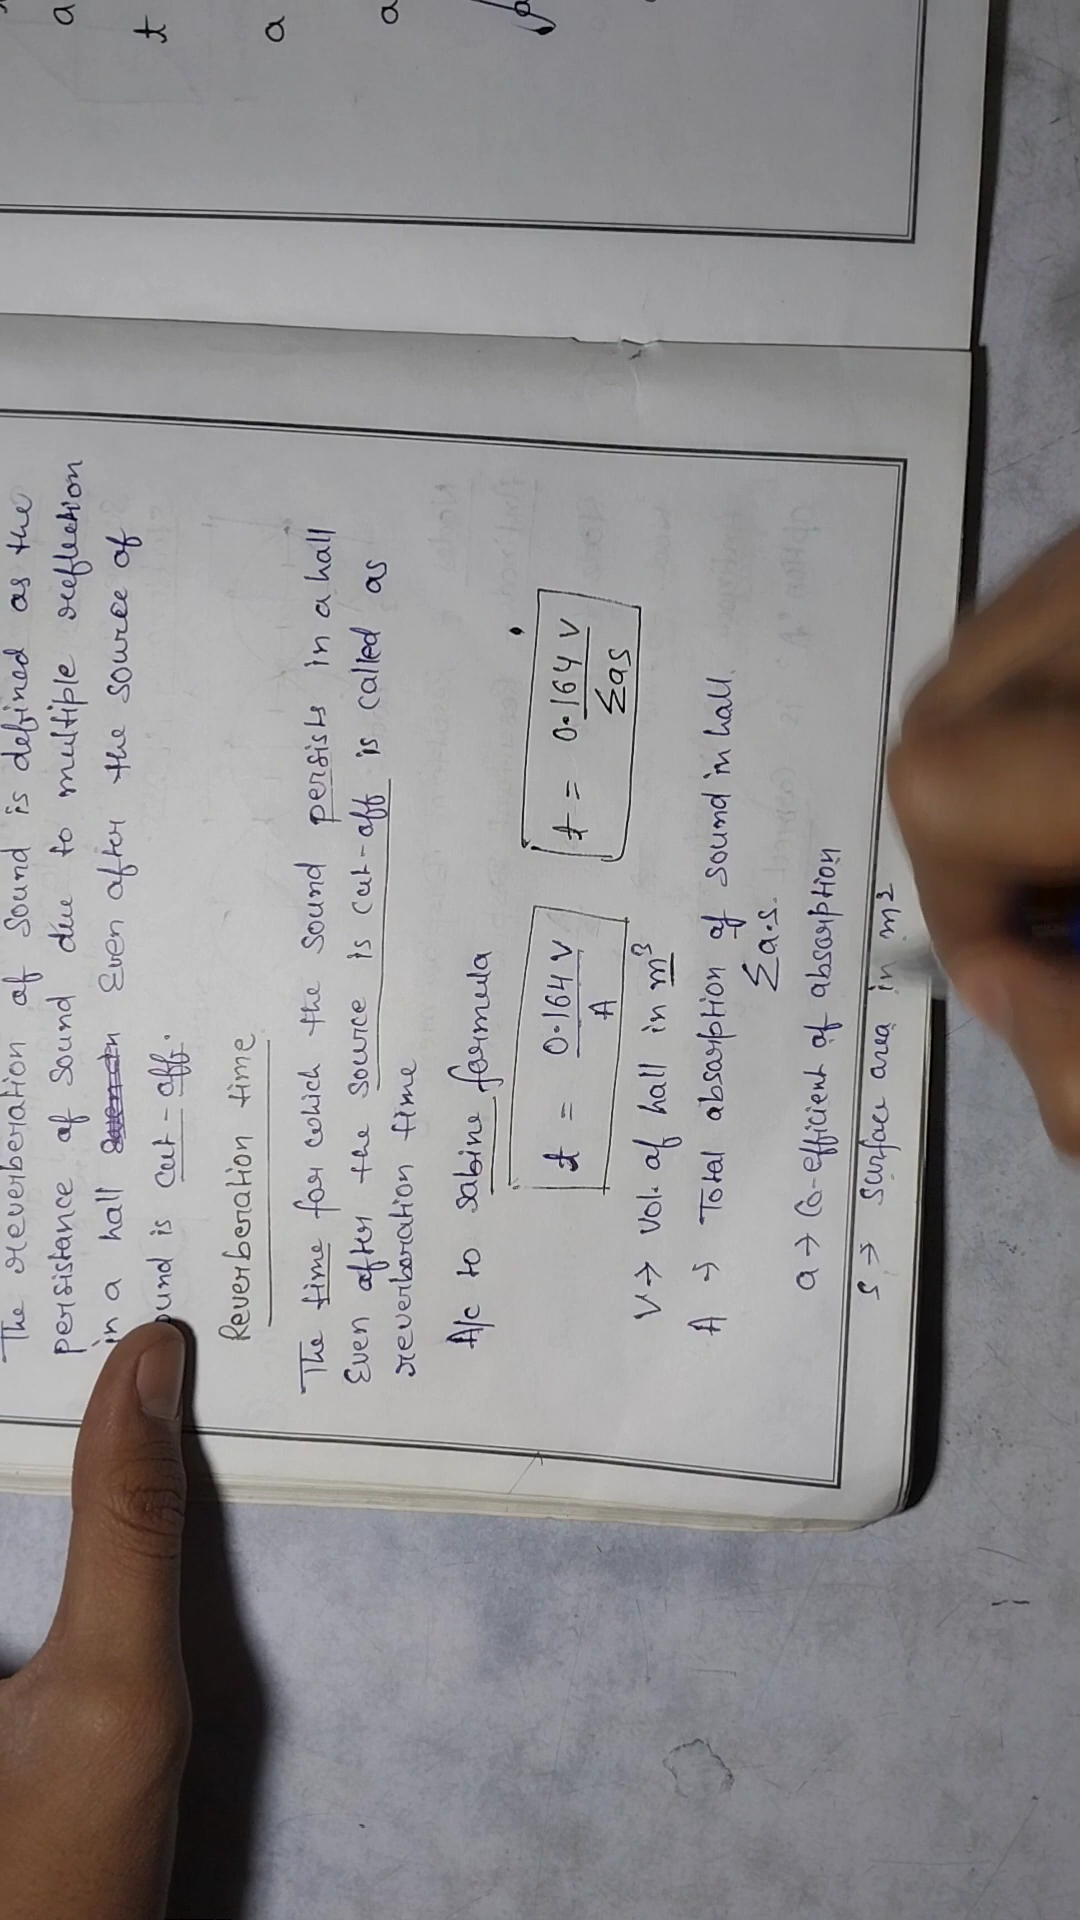 The reverberation of sound is defined as the
persistance of sound due to multiple reflection
in a hall Even after the source of
ound is cut-off.
Reverberation time
The time for which the sound persists in a hall
Even after the source is cut-off is called as
reverberation time
A/c to sabine formula
t = 0.164 V / A t = 0.164 V / Σas
V → vol. of hall in m³
A → Total absorption of sound in hall.
Σa.s.
a → Co-efficient of absorption
s → surface area in m²
a
t
a
a